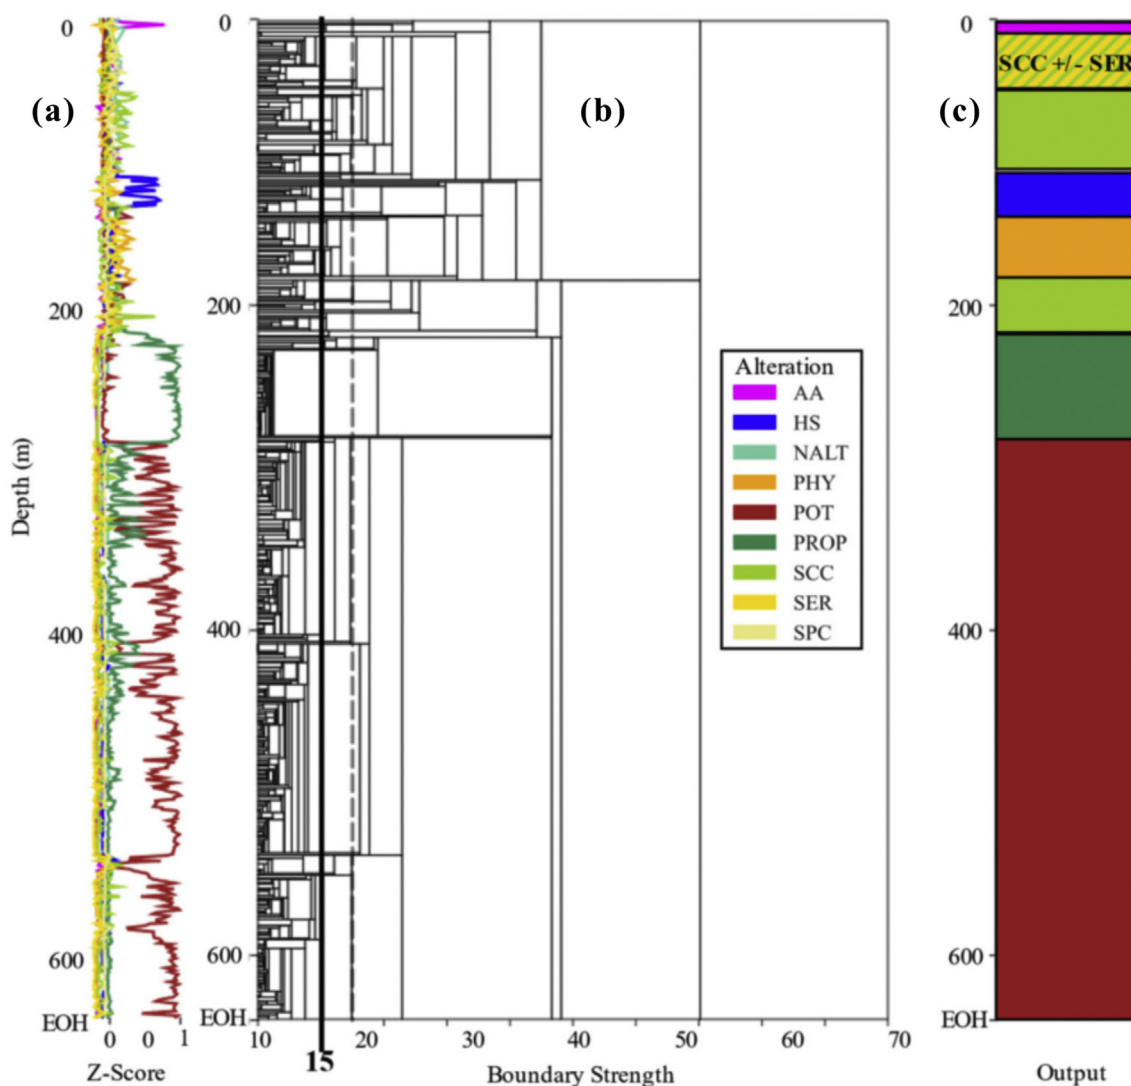 0
0
0
SCC +/- SER
(a)
(b)
(c)
200
200
200
Alteration
AA
HS
NALT
PHY
POT
PROP
SCC
SER
SPC
Depth (m)
400
400
400
600
600
600
EOH
EOH
EOH
0
0
1
10
15
20
30
40
50
60
70
Z-Score
Boundary Strength
Output